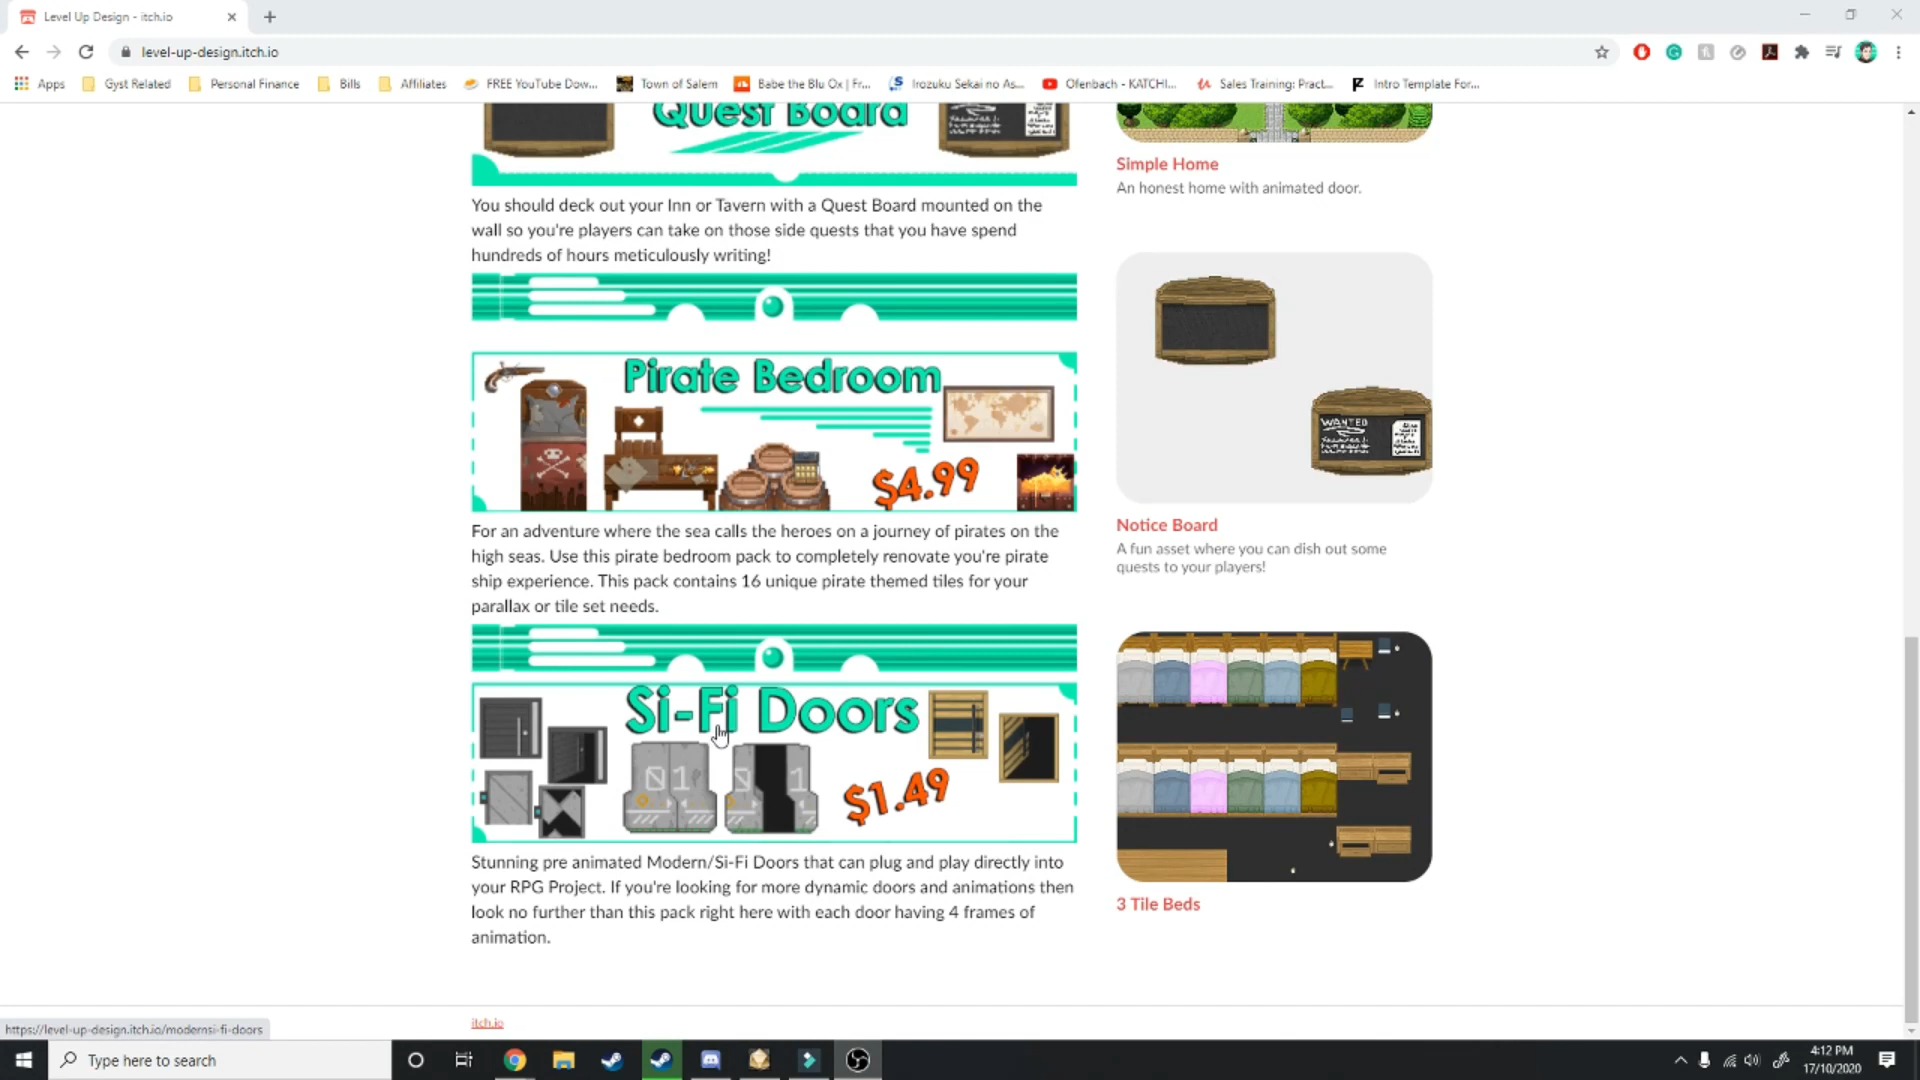 Level Up Design - itch.io
level-up-design.itch.io
Apps
Gyst Related
Personal Finance
Bills
Affiliates
FREE YouTube Dow...
Town of Salem
Babe the Blu Ox | Fr...
Irozuku Sekai no As...
Ofenbach - KATCHI...
Sales Training: Pract...
Intro Template For...
Quest Board
You should deck out your Inn or Tavern with a Quest Board mounted on the
wall so you're players can take on those side quests that you have spend
hundreds of hours meticulously writing!
Pirate Bedroom
$4.99
For an adventure where the sea calls the heroes on a journey of pirates on the
high seas. Use this pirate bedroom pack to completely renovate you're pirate
ship experience. This pack contains 16 unique pirate themed tiles for your
parallax or tile set needs.
Si-Fi Doors
01
0 1
$1.49
Stunning pre animated Modern/Si-Fi Doors that can plug and play directly into
your RPG Project. If you're looking for more dynamic doors and animations then
look no further than this pack right here with each door having 4 frames of
animation.
Simple Home
An honest home with animated door.
WANTED
Notice Board
A fun asset where you can dish out some
quests to your players!
3 Tile Beds
itch.io
https://level-up-design.itch.io/modernsi-fi-doors
Type here to search
4:12 PM
17/10/2020